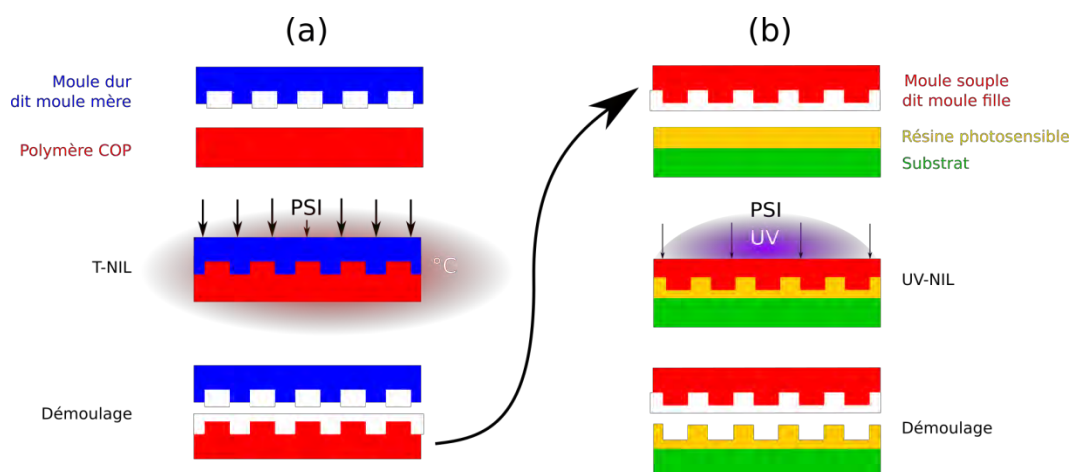 (a)
Moule dur
dit moule mère
Polymère COP
PSI
°C
T-NIL
Démoulage
(b)
Moule souple
dit moule fille
Résine photosensible
Substrat
PSI
UV
UV-NIL
Démoulage